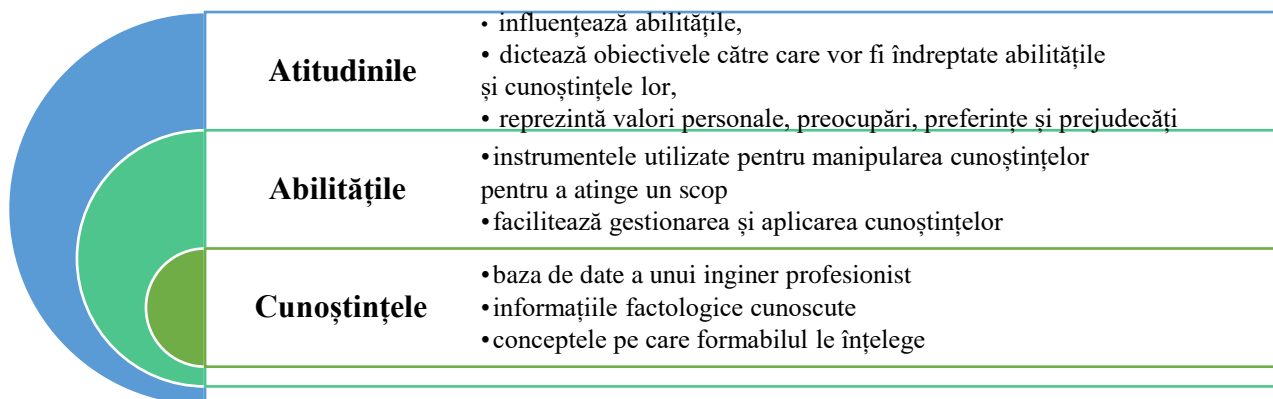 Atitudinile
• influențează abilitățile,
• dictează obiectivele către care vor fi îndreptate abilitățile
și cunoștințele lor,
• reprezintă valori personale, preocupări, preferințe și prejudecăți
Abilitățile
•instrumentele utilizate pentru manipularea cunoștințelor
pentru a atinge un scop
•facilitează gestionarea și aplicarea cunoștințelor
Cunoștințele
•baza de date a unui inginer profesionist
•informațiile factologice cunoscute
•conceptele pe care formabilul le înțelege